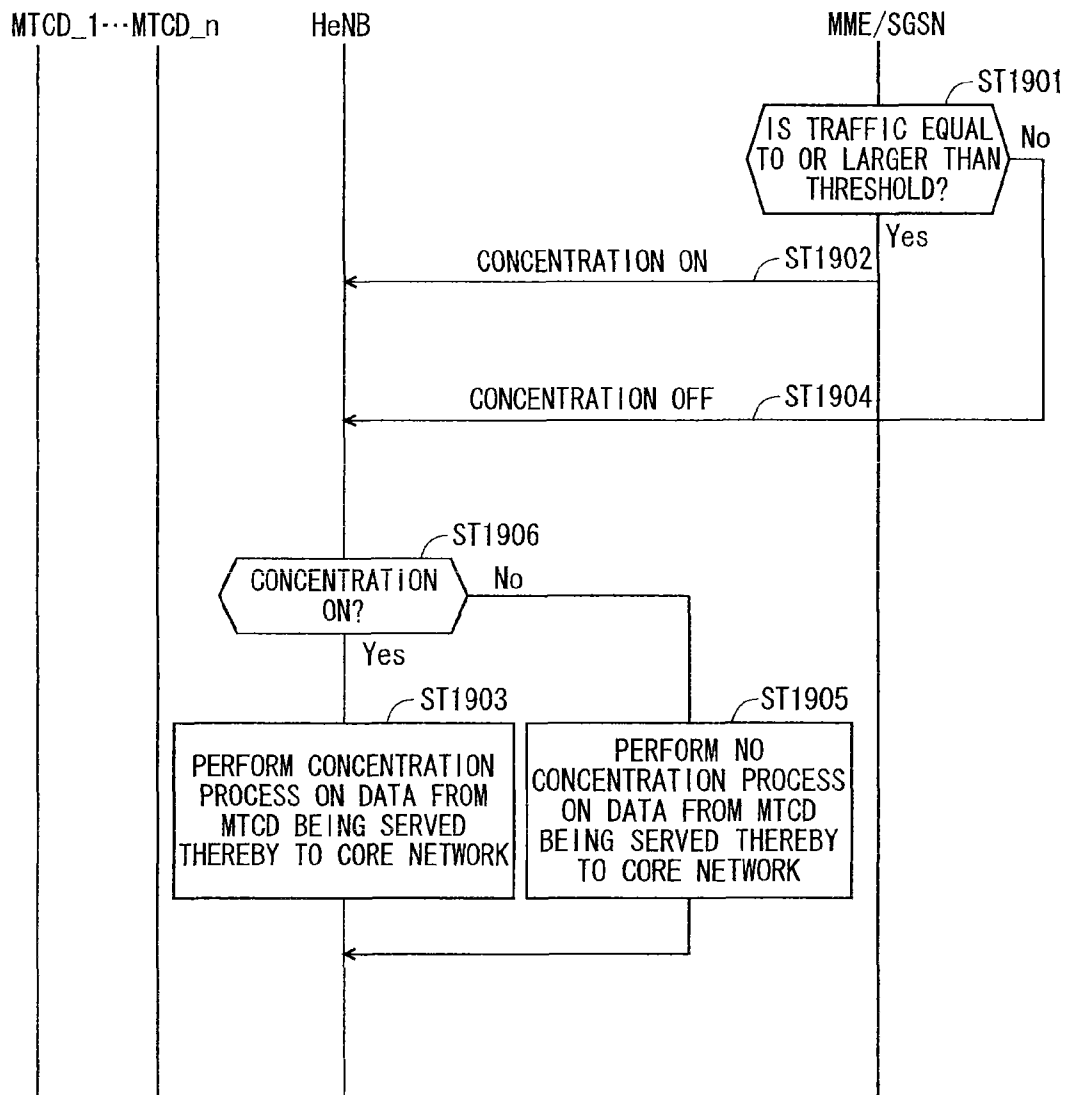 MTCD_1···MTCD_n HeNB MME/SGSN
ST1901
IS TRAFFIC EQUAL
TO OR LARGER THAN
THRESHOLD?
No
Yes
CONCENTRATION ON
ST1902
CONCENTRATION OFF
ST1904
ST1906
CONCENTRATION
ON?
No
Yes
ST1903
PERFORM CONCENTRATION
PROCESS ON DATA FROM
MTCD BEING SERVED
THEREBY TO CORE NETWORK
ST1905
PERFORM NO
CONCENTRATION PROCESS
ON DATA FROM MTCD
BEING SERVED THEREBY
TO CORE NETWORK